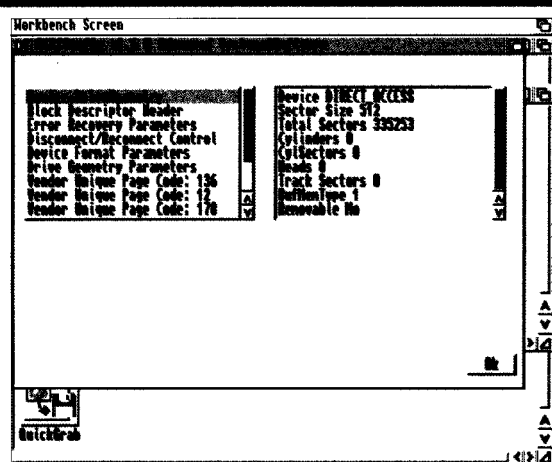 Workbench Screen
Block Descriptor Header
Error Recovery Parameters
Disconnect/Reconnect Control
Device Format Parameters
Drive Geometry Parameters
Vendor Unique Page Code: 136
Vendor Unique Page Code: 12
Vendor Unique Page Code: 170
Device DIRECT ACCESS
Sector Size 512
Total Sectors 335253
Cylinders 0
CylSectors 0
Heads 0
Track Sectors 0
BufMemType 1
Removable No
Ok
QuickGrab